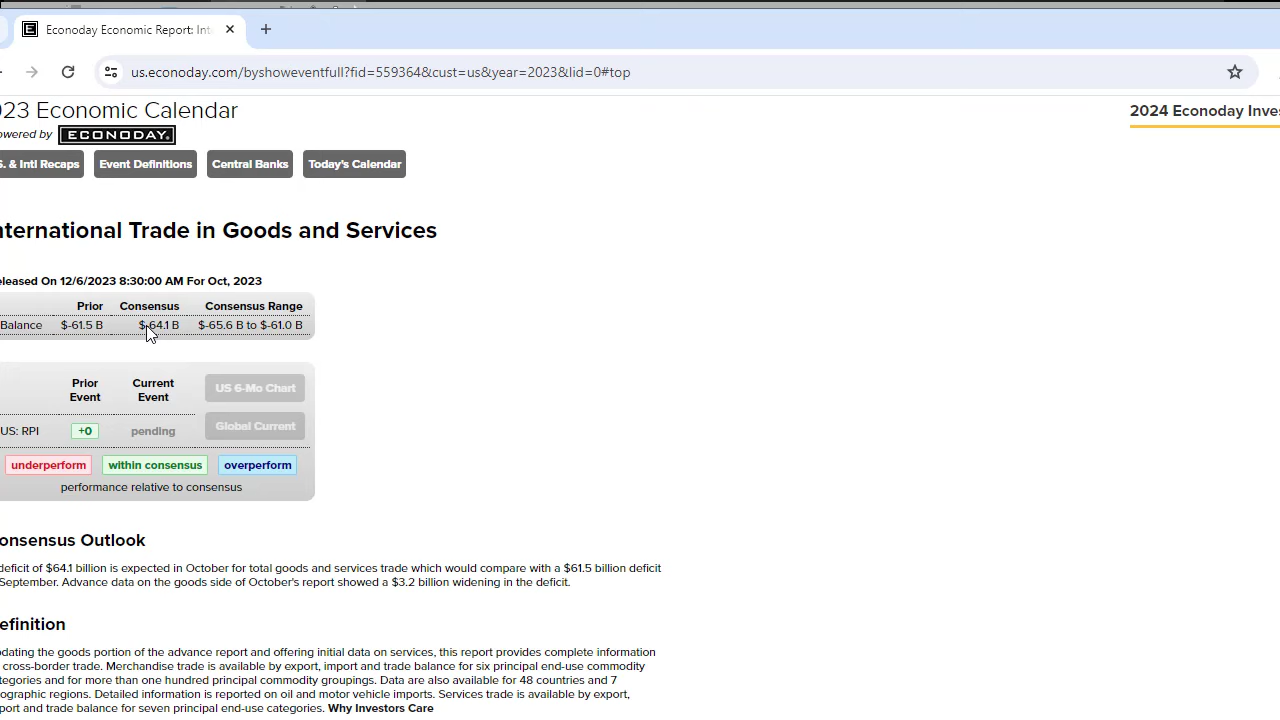 Economday Economic Report: Int
us.econoday.com/byshoweventfull?fid=559364&cust=us&year=2023&lid=0#top
023 Economic Calendar
owered by ECONODAY.
2024 Econoday Inves
S. & Intl Recaps Event Definitions Central Banks Today's Calendar
nternational Trade in Goods and Services
eleased On 12/6/2023 8:30:00 AM For Oct, 2023
Prior Consensus Consensus Range
Balance $-61.5 B $-64.1 B $-65.6 B to $-61.0 B
Prior Event Current Event US 6-Mo Chart
Global Current
US: RPI +0 pending
underperform within consensus overperform
performance relative to consensus
onsensus Outlook
deficit of $64.1 billion is expected in October for total goods and services trade which would compare with a $61.5 billion deficit
September. Advance data on the goods side of October's report showed a $3.2 billion widening in the deficit.
efinition
pdating the goods portion of the advance report and offering initial data on services, this report provides complete information
cross-border trade. Merchandise trade is available by export, import and trade balance for six principal end-use commodity
tegories and for more than one hundred principal commodity groupings. Data are also available for 48 countries and 7
ographic regions. Detailed information is reported on oil and motor vehicle imports. Services trade is available by export,
port and trade balance for seven principal end-use categories. Why Investors Care